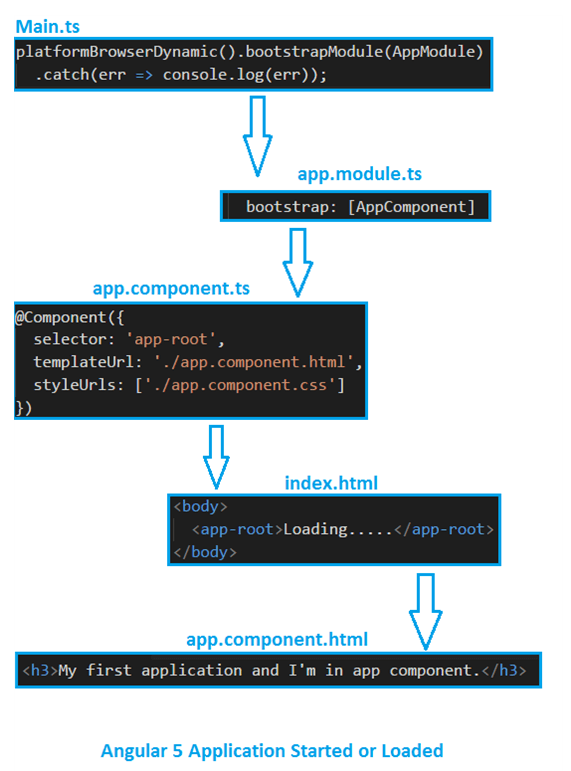 Main.ts
platformBrowserDynamic().bootstrapModule(AppModule)
  .catch(err => console.log(err));
app.module.ts
bootstrap: [AppComponent]
app.component.ts
@Component({
  selector: 'app-root',
  templateUrl: './app.component.html',
  styleUrls: ['./app.component.css']
})
index.html
<body>
  <app-root>Loading.....</app-root>
</body>
app.component.html
<h3>My first application and I'm in app component.</h3>
Angular 5 Application Started or Loaded